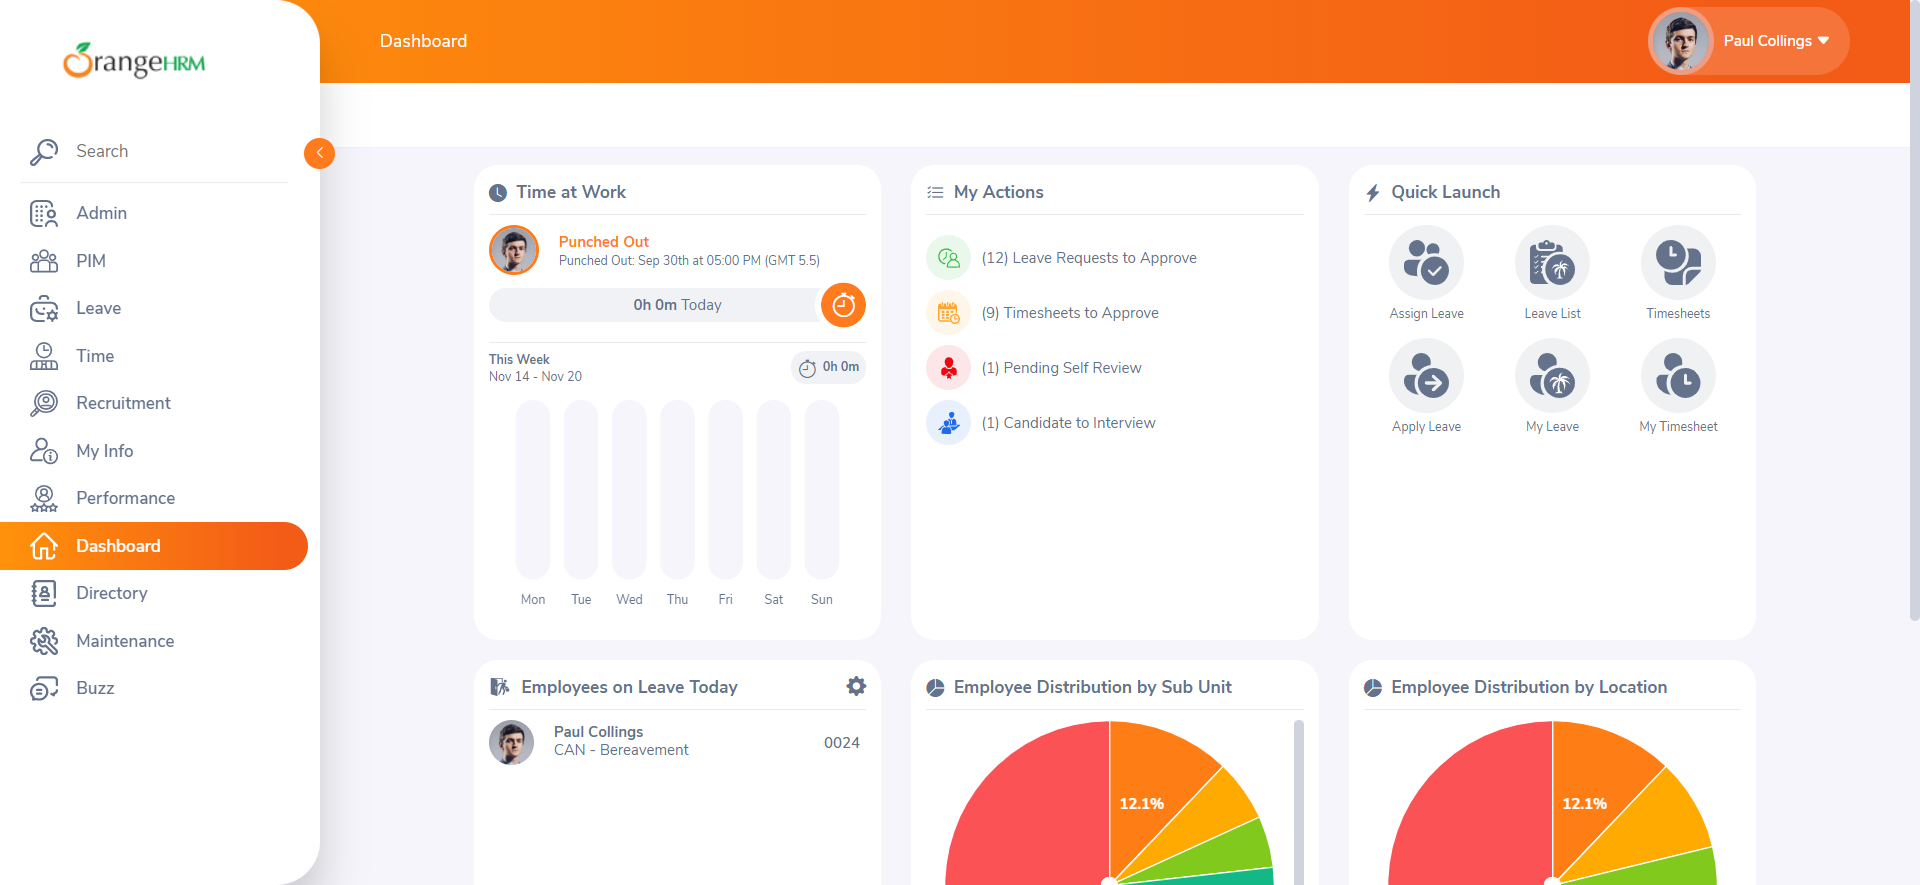 OrangeHRM
Search
Admin
PIM
Leave
Time
Recruitment
My Info
Performance
Dashboard
Directory
Maintenance
Buzz
Dashboard
Paul Collings
Time at Work
Punched Out
Punched Out: Sep 30th at 05:00 PM (GMT 5.5)
0h 0m Today
This Week
Nov 14 - Nov 20
0h 0m
Mon Tue Wed Thu Fri Sat Sun
My Actions
(12) Leave Requests to Approve
(9) Timesheets to Approve
(1) Pending Self Review
(1) Candidate to Interview
Quick Launch
Assign Leave Leave List Timesheets
Apply Leave My Leave My Timesheet
Employees on Leave Today
Paul Collings
CAN - Bereavement
0024
Employee Distribution by Sub Unit
12.1%
Employee Distribution by Location
12.1%